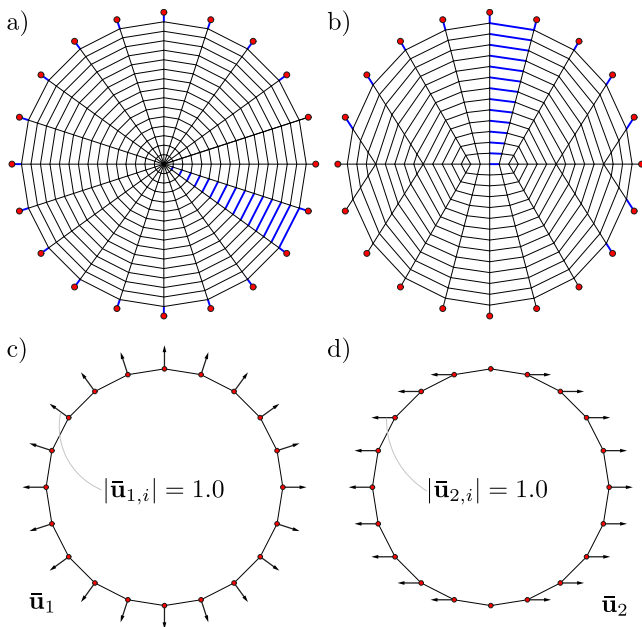 a)
b)
c)
d)
|ū₁,ᵢ| = 1.0
|ū₂,ᵢ| = 1.0
ū₁
ū₂